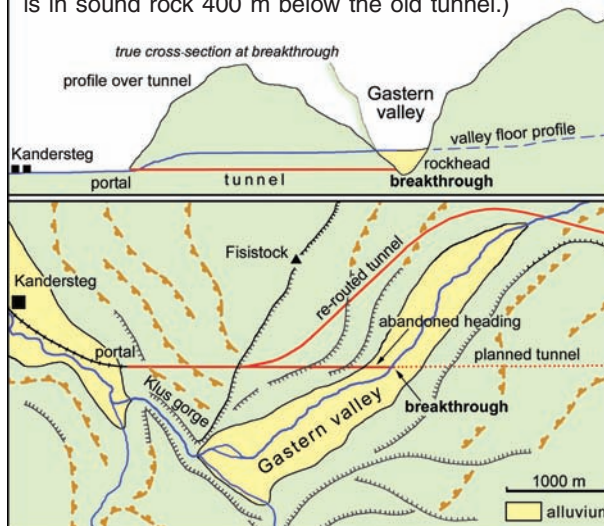 is in sound rock 400 m below the old tunnel.)
true cross-section at breakthrough
profile over tunnel
Gastern
valley
valley floor profile
Kandersteg
rockhead
portal
tunnel
breakthrough
Fisistock
Kandersteg
re-routed tunnel
abandoned heading
portal
planned tunnel
Klus gorge
breakthrough
Gastern valley
1000 m
alluvium